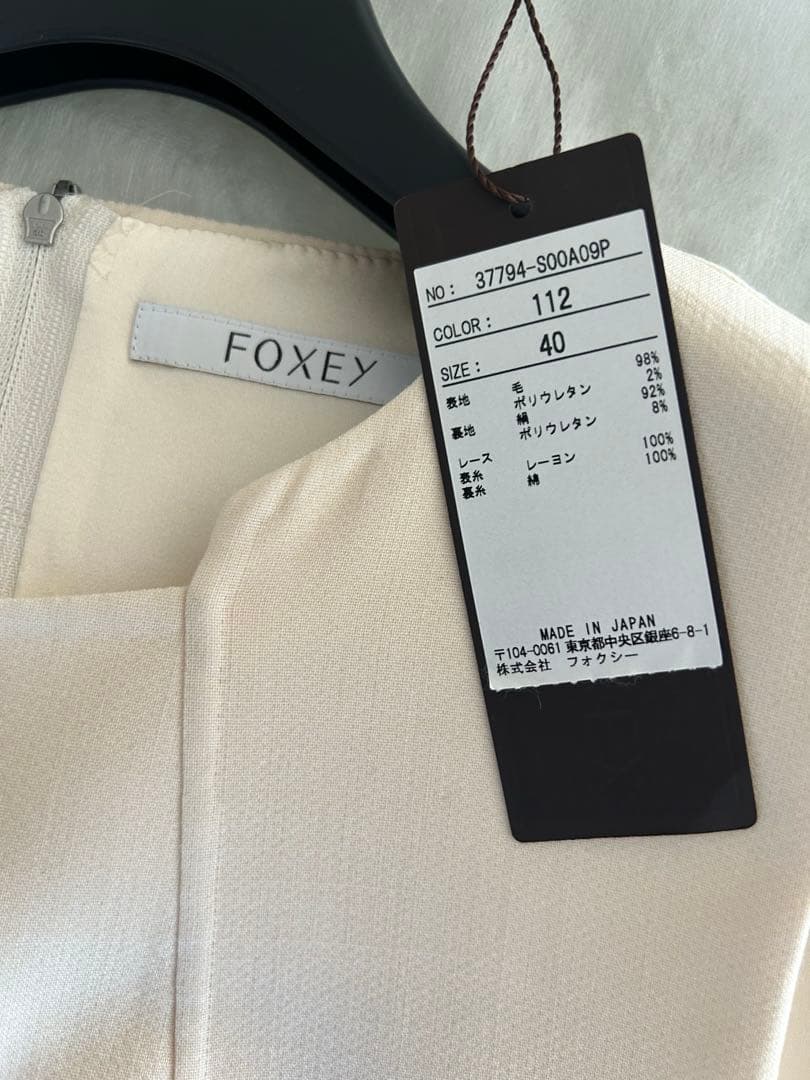 FOXEY
NO: 37794-S00A09P
COLOR: 112
SIZE: 40
表地 毛 98%
ポリウレタン 2%
裏地 絹 92%
ポリウレタン 8%
レース
表糸 レーヨン 100%
裏糸 綿 100%
MADE IN JAPAN
〒104-0061 東京都中央区銀座6-8-1
株式会社 フォクシー